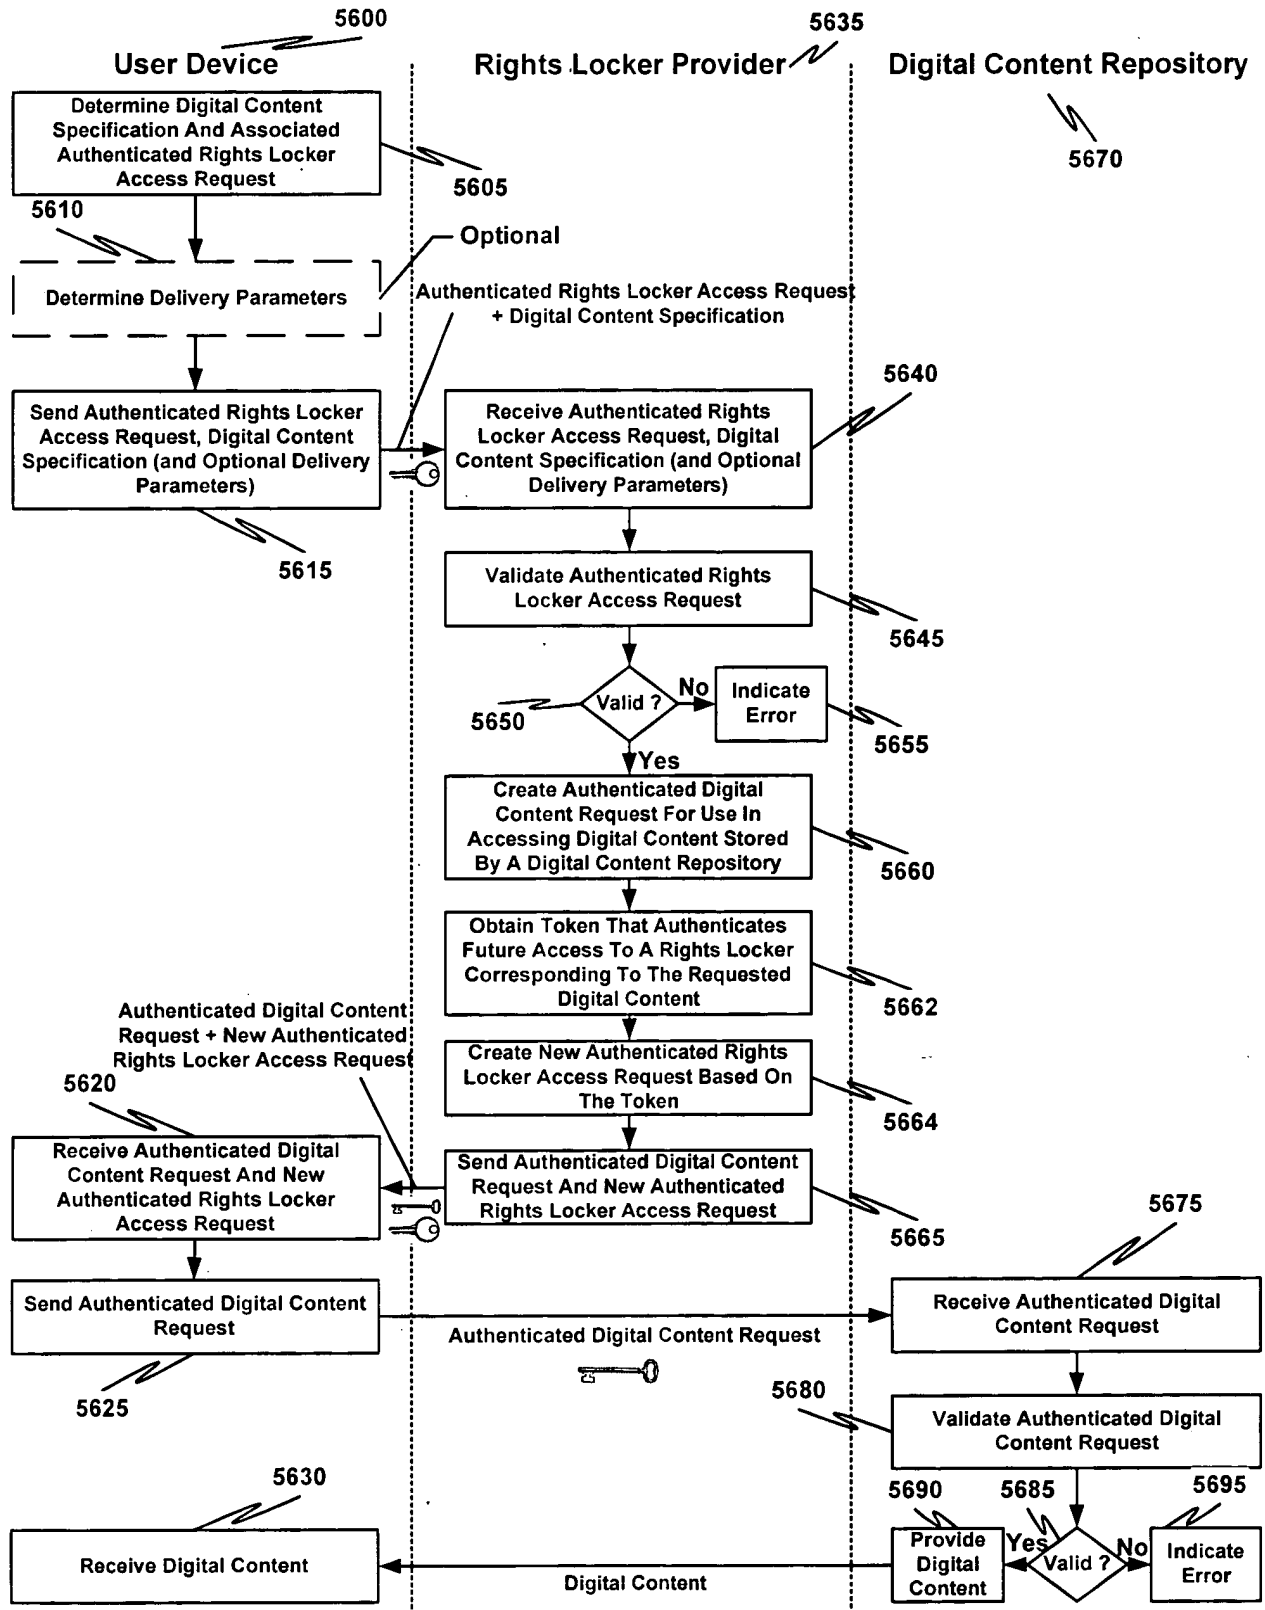 5600
5635
User Device
Rights Locker Provider
Digital Content Repository
5670
Determine Digital Content
Specification And Associated
Authenticated Rights Locker
Access Request
5605
5610
Optional
Determine Delivery Parameters
Authenticated Rights Locker Access Request
+ Digital Content Specification
5640
Send Authenticated Rights Locker
Access Request, Digital Content
Specification (and Optional Delivery
Parameters)
5615
Receive Authenticated Rights
Locker Access Request, Digital
Content Specification (and Optional
Delivery Parameters)
Validate Authenticated Rights
Locker Access Request
5645
Valid ?
No
Indicate
Error
5650
5655
Yes
Create Authenticated Digital
Content Request For Use In
Accessing Digital Content Stored
By A Digital Content Repository
5660
Obtain Token That Authenticates
Future Access To A Rights Locker
Corresponding To The Requested
Digital Content
5662
Authenticated Digital Content
Request + New Authenticated
Rights Locker Access Request
Create New Authenticated Rights
Locker Access Request Based On
The Token
5664
5620
Receive Authenticated Digital
Content Request And New
Authenticated Rights Locker
Access Request
Send Authenticated Digital Content
Request And New Authenticated
Rights Locker Access Request
5665
5675
Send Authenticated Digital Content
Request
5625
Authenticated Digital Content Request
Receive Authenticated Digital
Content Request
5680
Validate Authenticated Digital
Content Request
5630
5690
5685
5695
Receive Digital Content
Digital Content
Provide
Digital
Content
Yes
Valid ?
No
Indicate
Error